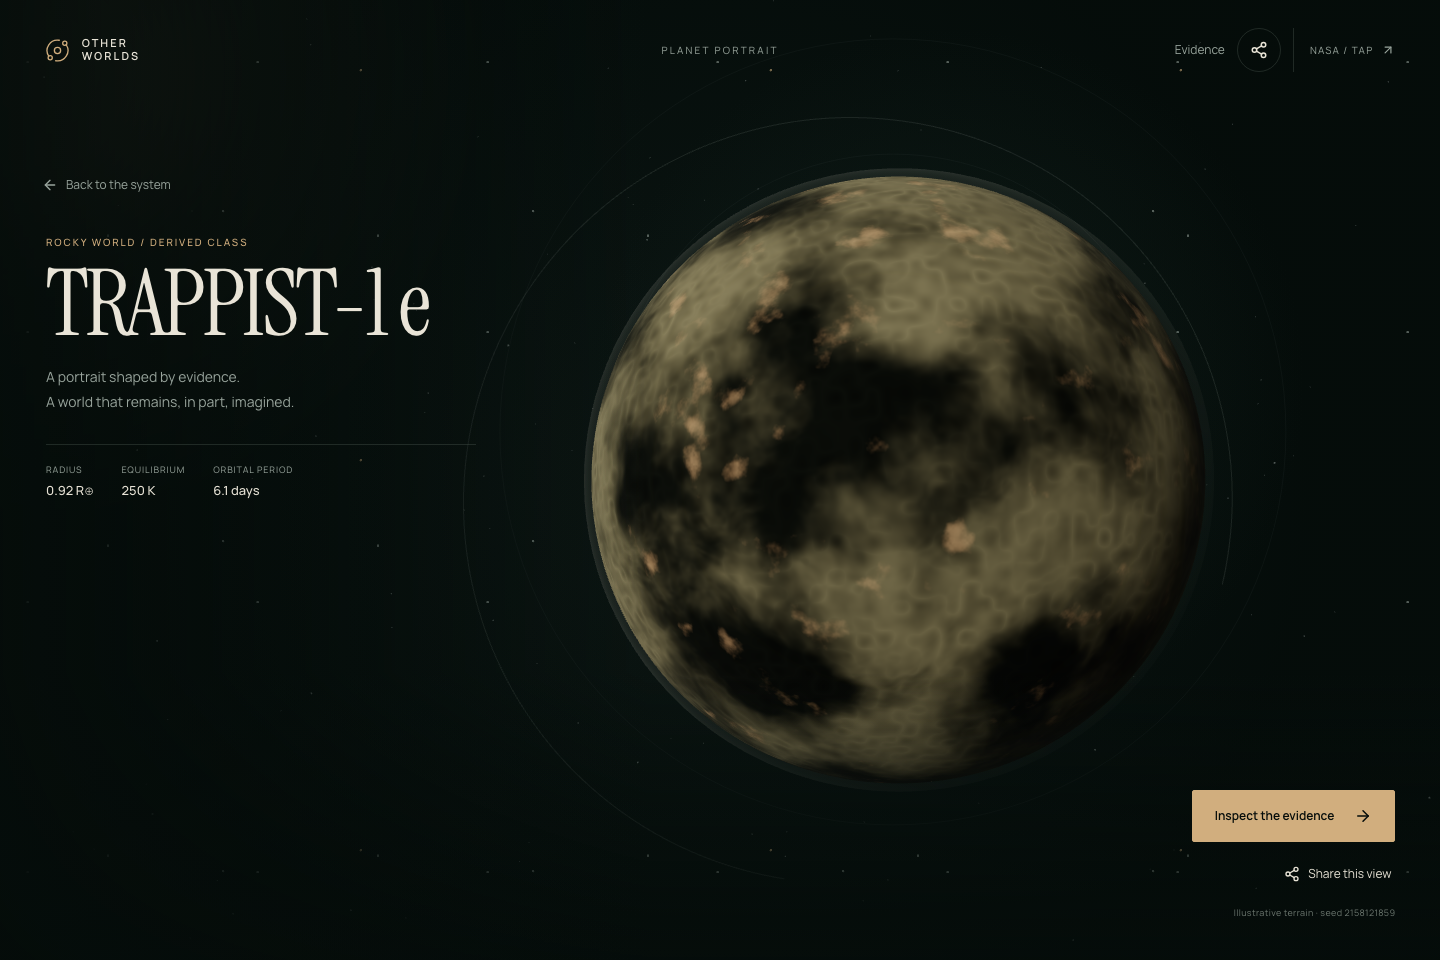 OTHER
WORLDS
PLANET PORTRAIT
Evidence
NASA / TAP
Back to the system
ROCKY WORLD / DERIVED CLASS
TRAPPIST-1 e
A portrait shaped by evidence.
A world that remains, in part, imagined.
RADIUS EQUILIBRIUM ORBITAL PERIOD
0.92 R⊕ 250 K 6.1 days
Inspect the evidence
Share this view
Illustrative terrain · seed 2158121859